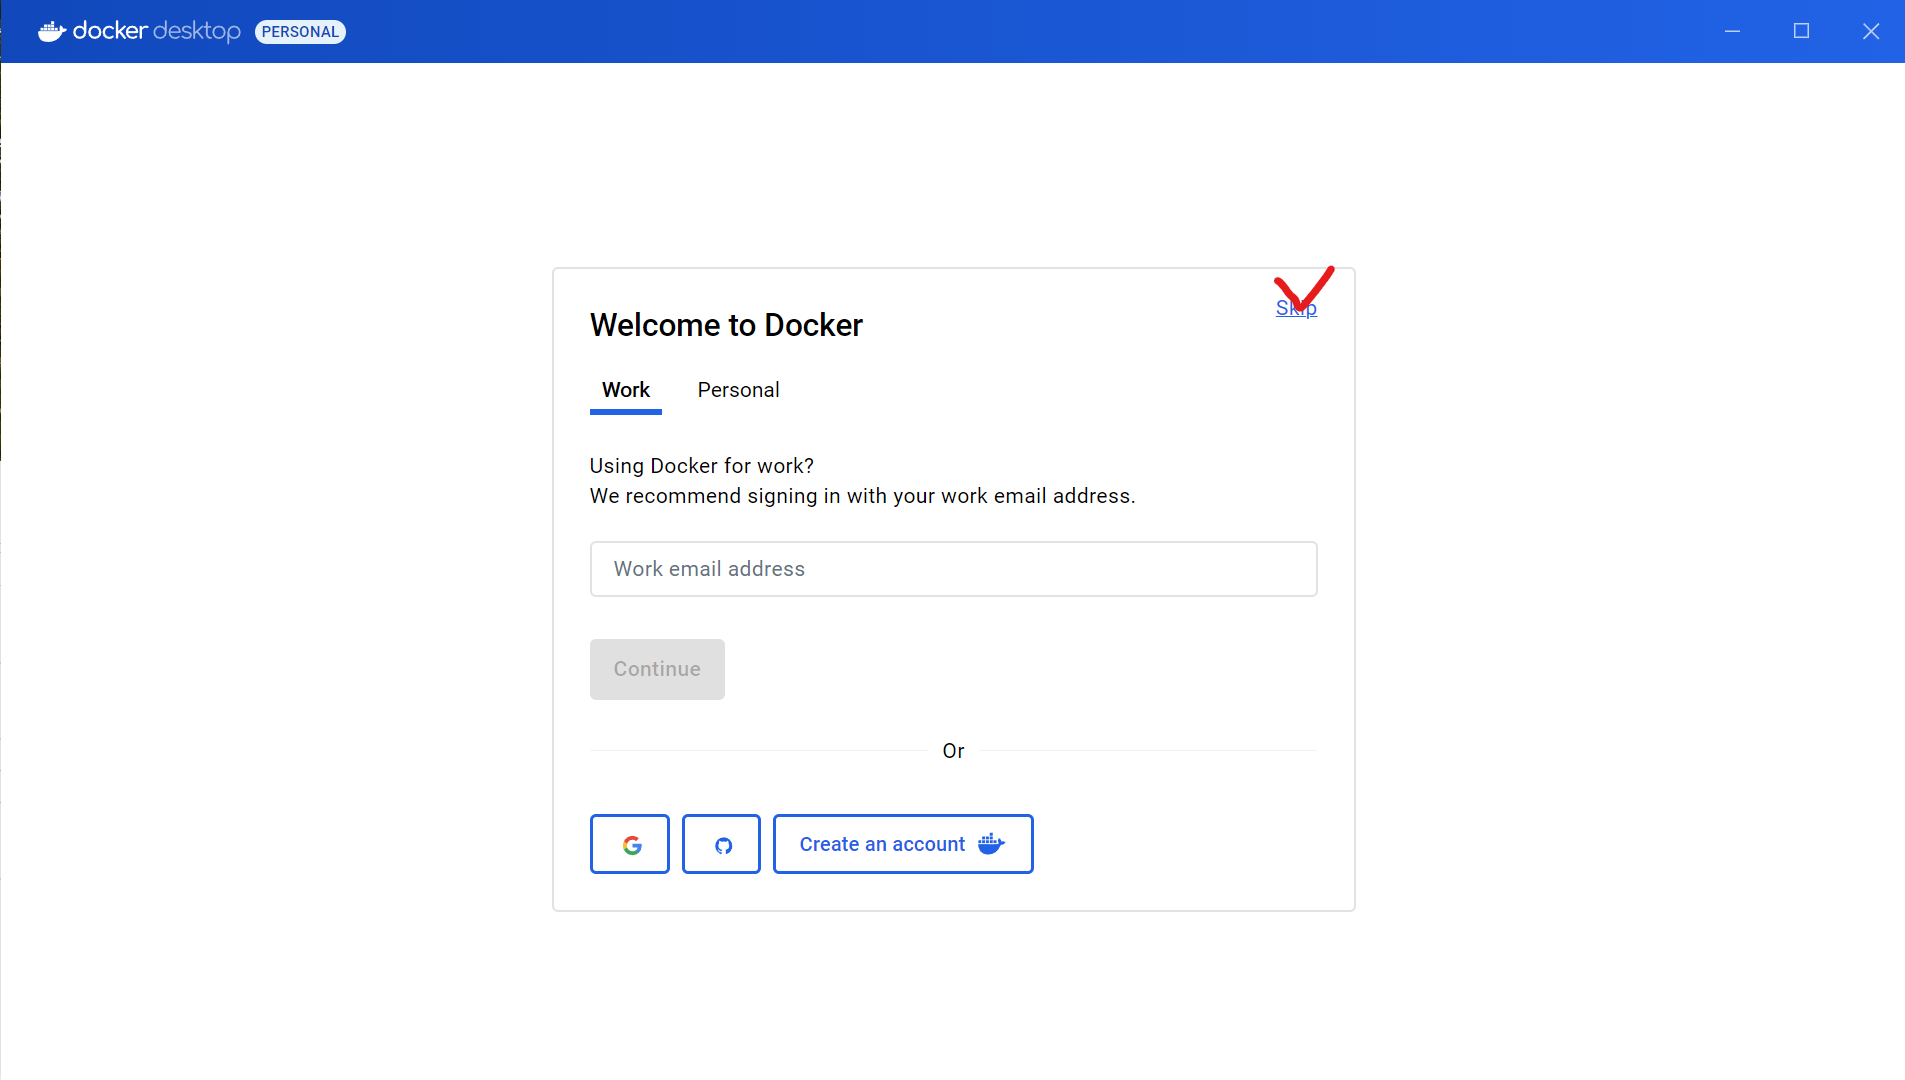 docker desktop PERSONAL
Skip
Welcome to Docker
Work Personal
Using Docker for work?
We recommend signing in with your work email address.
Work email address
Continue
Or
Create an account